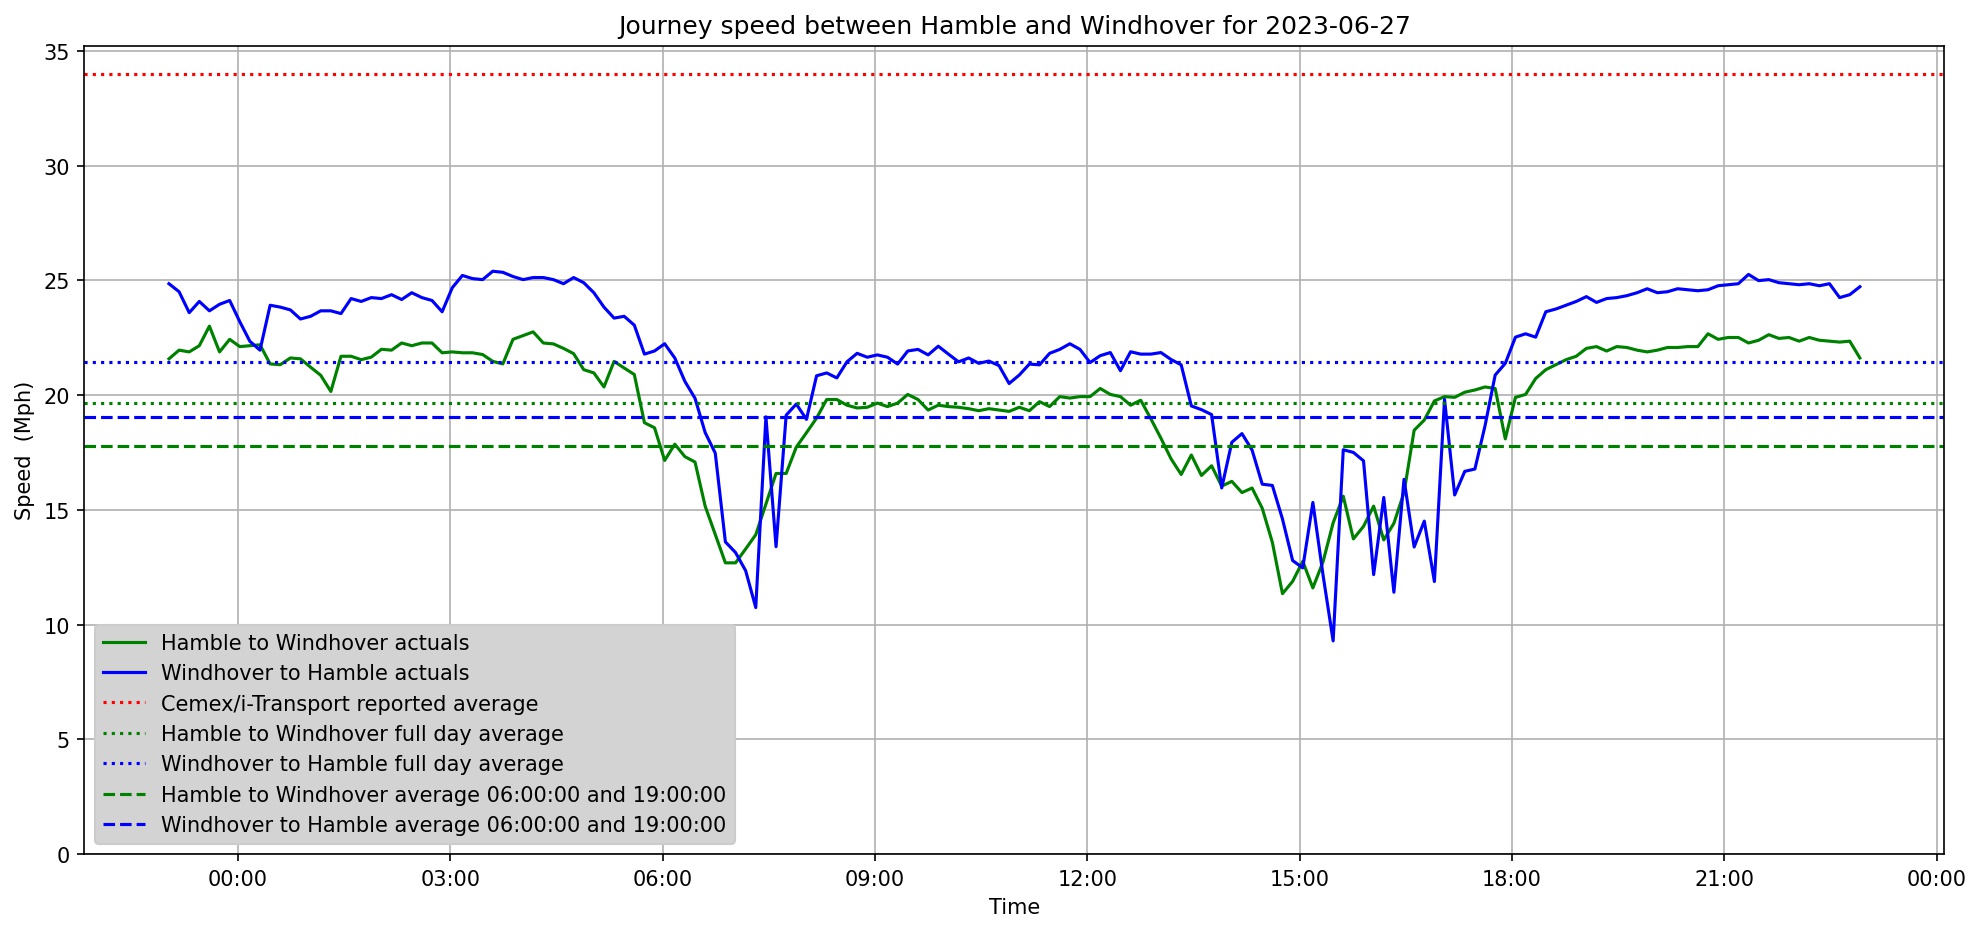 Journey speed between Hamble and Windhover for 2023-06-27
35
30
25
20
15
10
5
0
Speed  (Mph)
Hamble to Windhover actuals
Windhover to Hamble actuals
Cemex/i-Transport reported average
Hamble to Windhover full day average
Windhover to Hamble full day average
Hamble to Windhover average 06:00:00 and 19:00:00
Windhover to Hamble average 06:00:00 and 19:00:00
00:00 03:00 06:00 09:00 12:00 15:00 18:00 21:00 00:00
Time